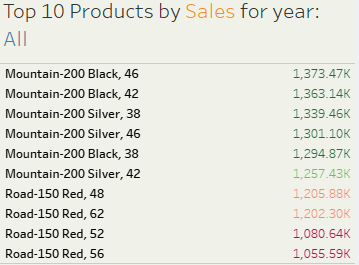 Top 10 Products by Sales for year:
All
Mountain-200 Black, 46 1,373.47K
Mountain-200 Black, 42 1,363.14K
Mountain-200 Silver, 38 1,339.46K
Mountain-200 Silver, 46 1,301.10K
Mountain-200 Black, 38 1,294.87K
Mountain-200 Silver, 42 1,257.43K
Road-150 Red, 48 1,205.88K
Road-150 Red, 62 1,202.30K
Road-150 Red, 52 1,080.64K
Road-150 Red, 56 1,055.59K